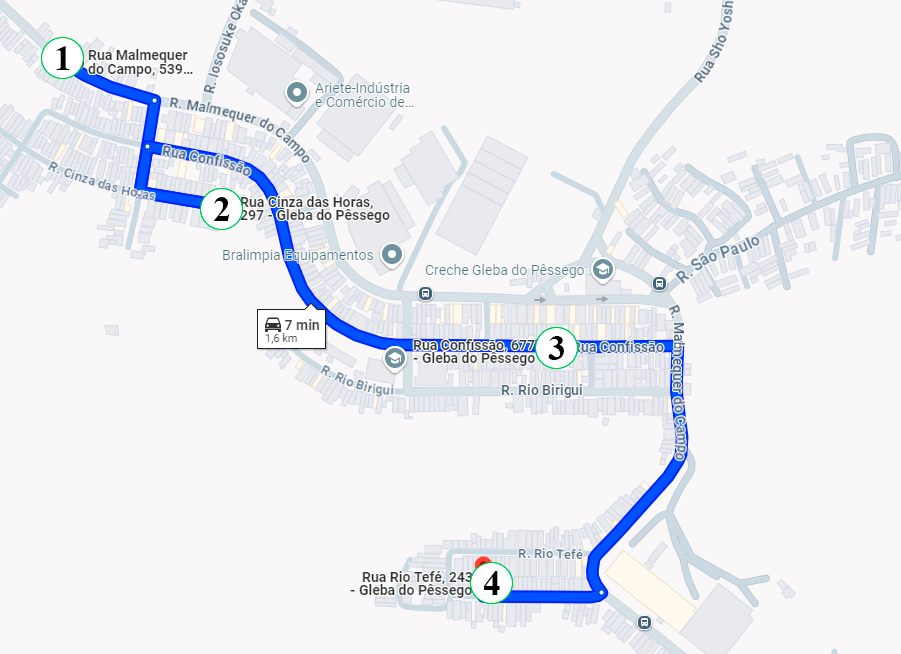 R. Iososuke Oka
Rua Sho Yosh
1
Rua Malmequer
do Campo, 539...
Ariete-Indústria
e Comércio de...
R. Malmequer do Campo
Rua Confissão
R. Cinza das Horas
2
Rua Cinza das Horas,
297 - Gleba do Pêssego
Bralimpia Equipamentos
Creche Gleba do Pêssego
R. São Paulo
7 min
1,6 km
Rua Confissão, 677
- Gleba do Pêssego
3
Rua Confissão
R. Malmequer do Campo
R. Rio Birigui
R. Rio Birigui
R. Rio Tefé
Rua Rio Tefé, 243
- Gleba do Pêssego
4